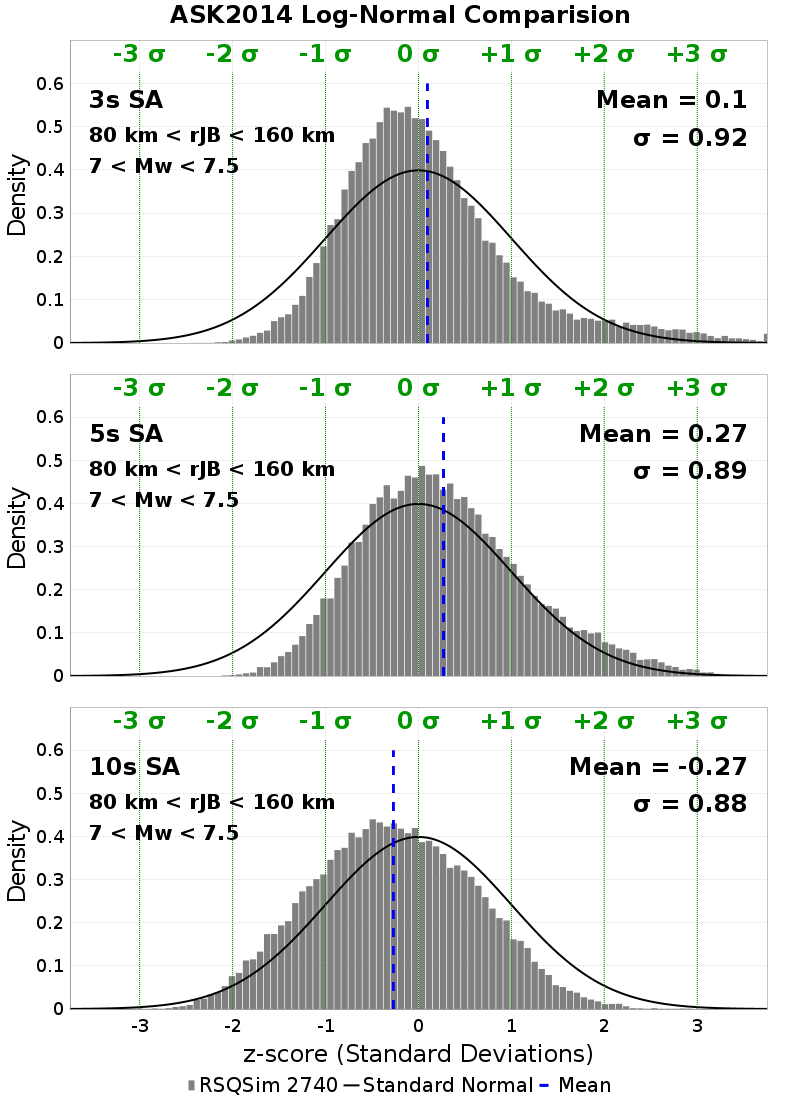 ASK2014 Log-Normal Comparision
-3 σ -2 σ -1 σ 0 σ +1 σ +2 σ +3 σ
3s SA
80 km < rJB < 160 km
7 < Mw < 7.5
Mean = 0.1
σ = 0.92
Density
0.6
0.5
0.4
0.3
0.2
0.1
0
-3 σ -2 σ -1 σ 0 σ +1 σ +2 σ +3 σ
5s SA
80 km < rJB < 160 km
7 < Mw < 7.5
Mean = 0.27
σ = 0.89
Density
0.6
0.5
0.4
0.3
0.2
0.1
0
-3 σ -2 σ -1 σ 0 σ +1 σ +2 σ +3 σ
10s SA
80 km < rJB < 160 km
7 < Mw < 7.5
Mean = -0.27
σ = 0.88
Density
0.6
0.5
0.4
0.3
0.2
0.1
0
-3 -2 -1 0 1 2 3
z-score (Standard Deviations)
RSQSim 2740 Standard Normal Mean